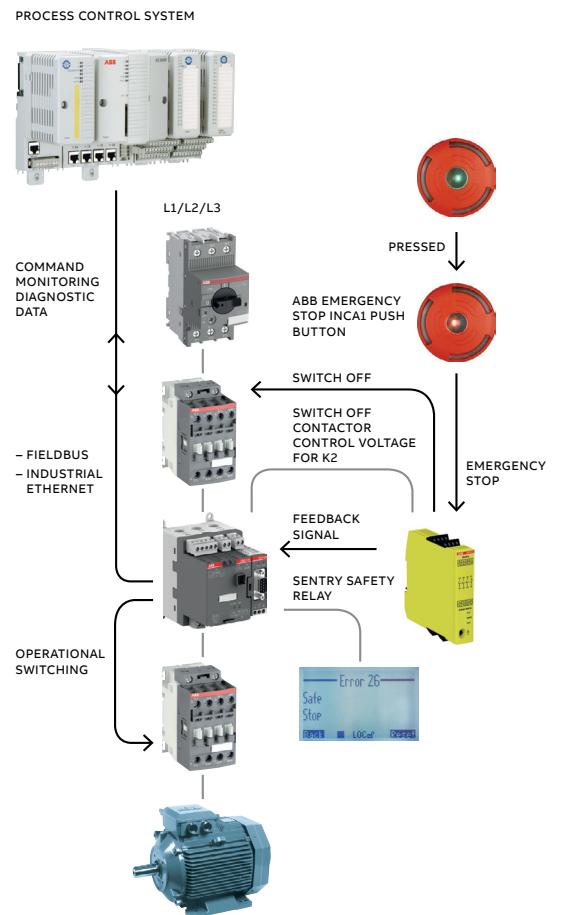 PROCESS CONTROL SYSTEM
ABB
L1/L2/L3
PRESSED
COMMAND
MONITORING
DIAGNOSTIC
DATA
ABB EMERGENCY
STOP INCA1 PUSH
BUTTON
SWITCH OFF
SWITCH OFF
CONTACTOR
CONTROL VOLTAGE
FOR K2
– FIELDBUS
– INDUSTRIAL
ETHERNET
EMERGENCY
STOP
FEEDBACK
SIGNAL
SENTRY SAFETY
RELAY
OPERATIONAL
SWITCHING
Error 26
Safe
Stop
Back LOC Reset